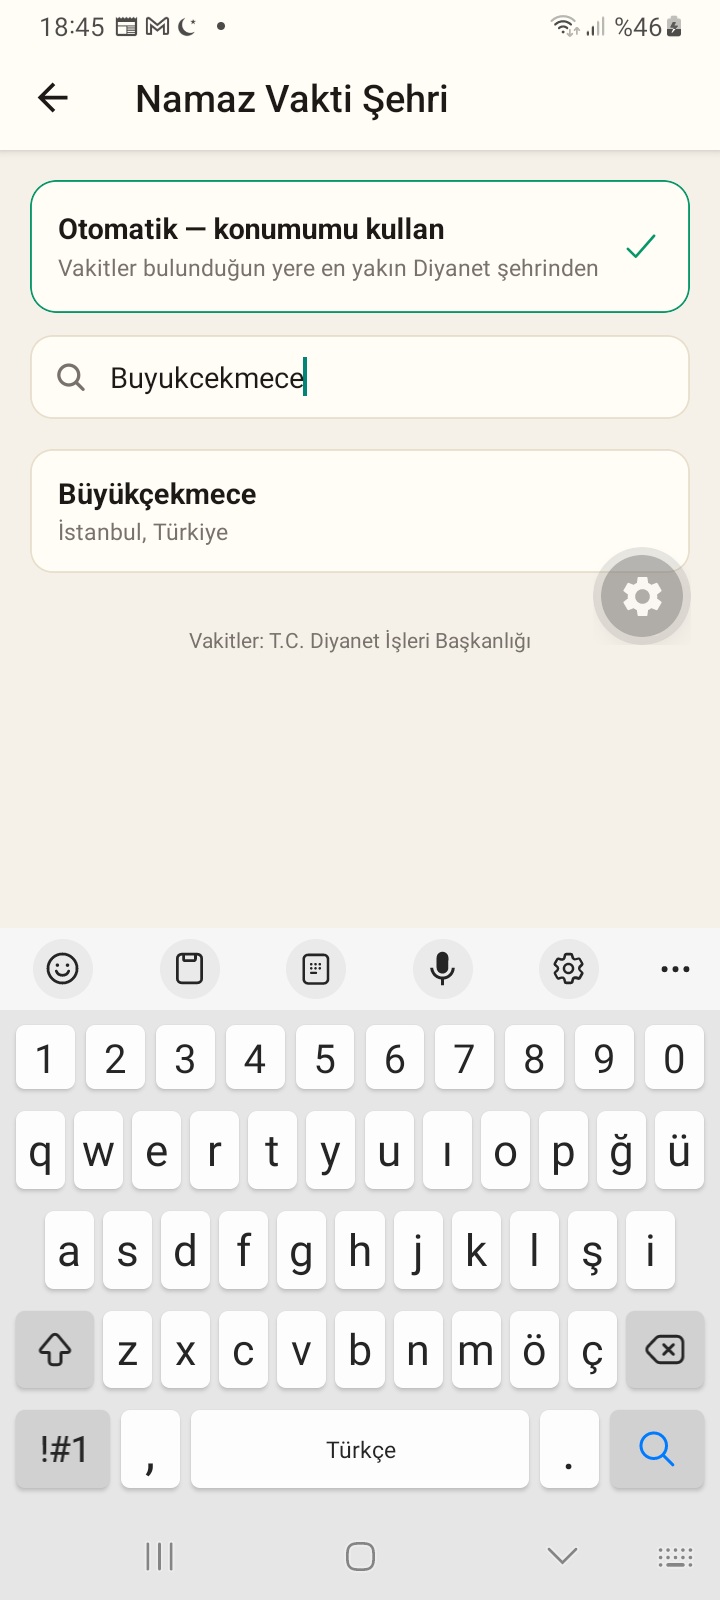 18:45
%46
Namaz Vakti Şehri
Otomatik — konumumu kullan
Vakitler bulunduğun yere en yakın Diyanet şehrinden
Buyukcekmece
Büyükçekmece
İstanbul, Türkiye
Vakitler: T.C. Diyanet İşleri Başkanlığı
1 2 3 4 5 6 7 8 9 0
q w e r t y u ı o p ğ ü
a s d f g h j k l ş i
z x c v b n m ö ç
!#1 , Türkçe .